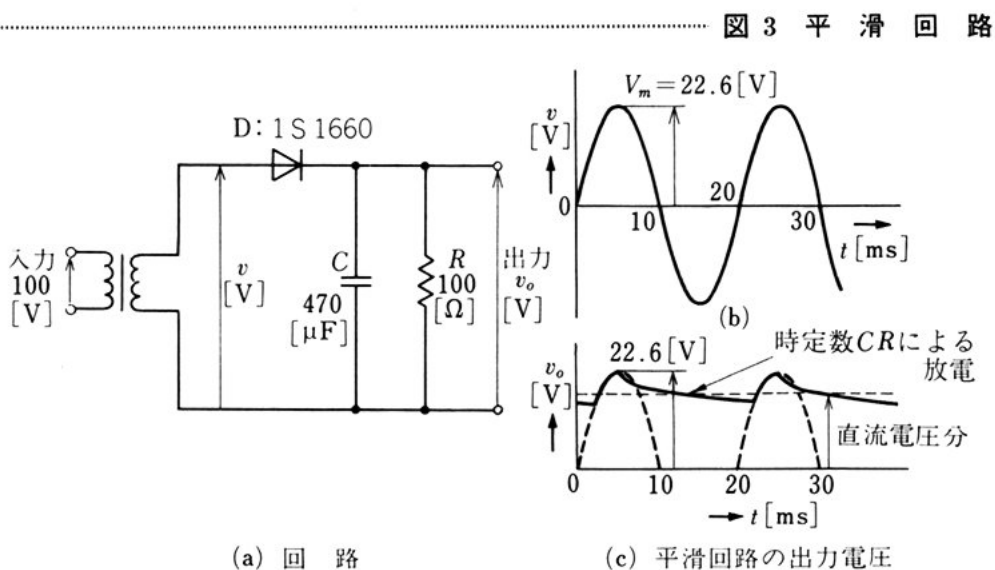 図 3 平 滑 回 路
D: 1 S 1660
入力
100
[V]
v
[V]
C
470
[μF]
R
100
[Ω]
出力
vo
[V]
(a) 回 路
Vm=22.6[V]
v
[V]
0
10
20
30
t[ms]
(b)
22.6[V]
時定数CRによる
放電
vo
[V]
直流電圧分
0
10
20
30
t[ms]
(c) 平滑回路の出力電圧